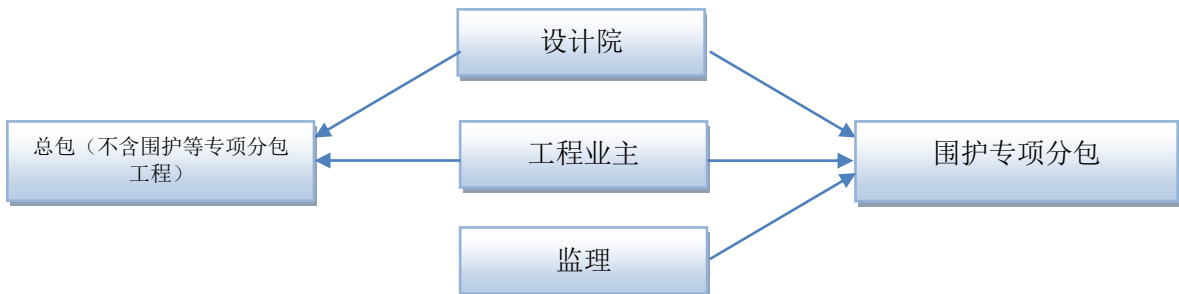 设计院
总包（不含围护等专项分包
工程）
工程业主
围护专项分包
监理